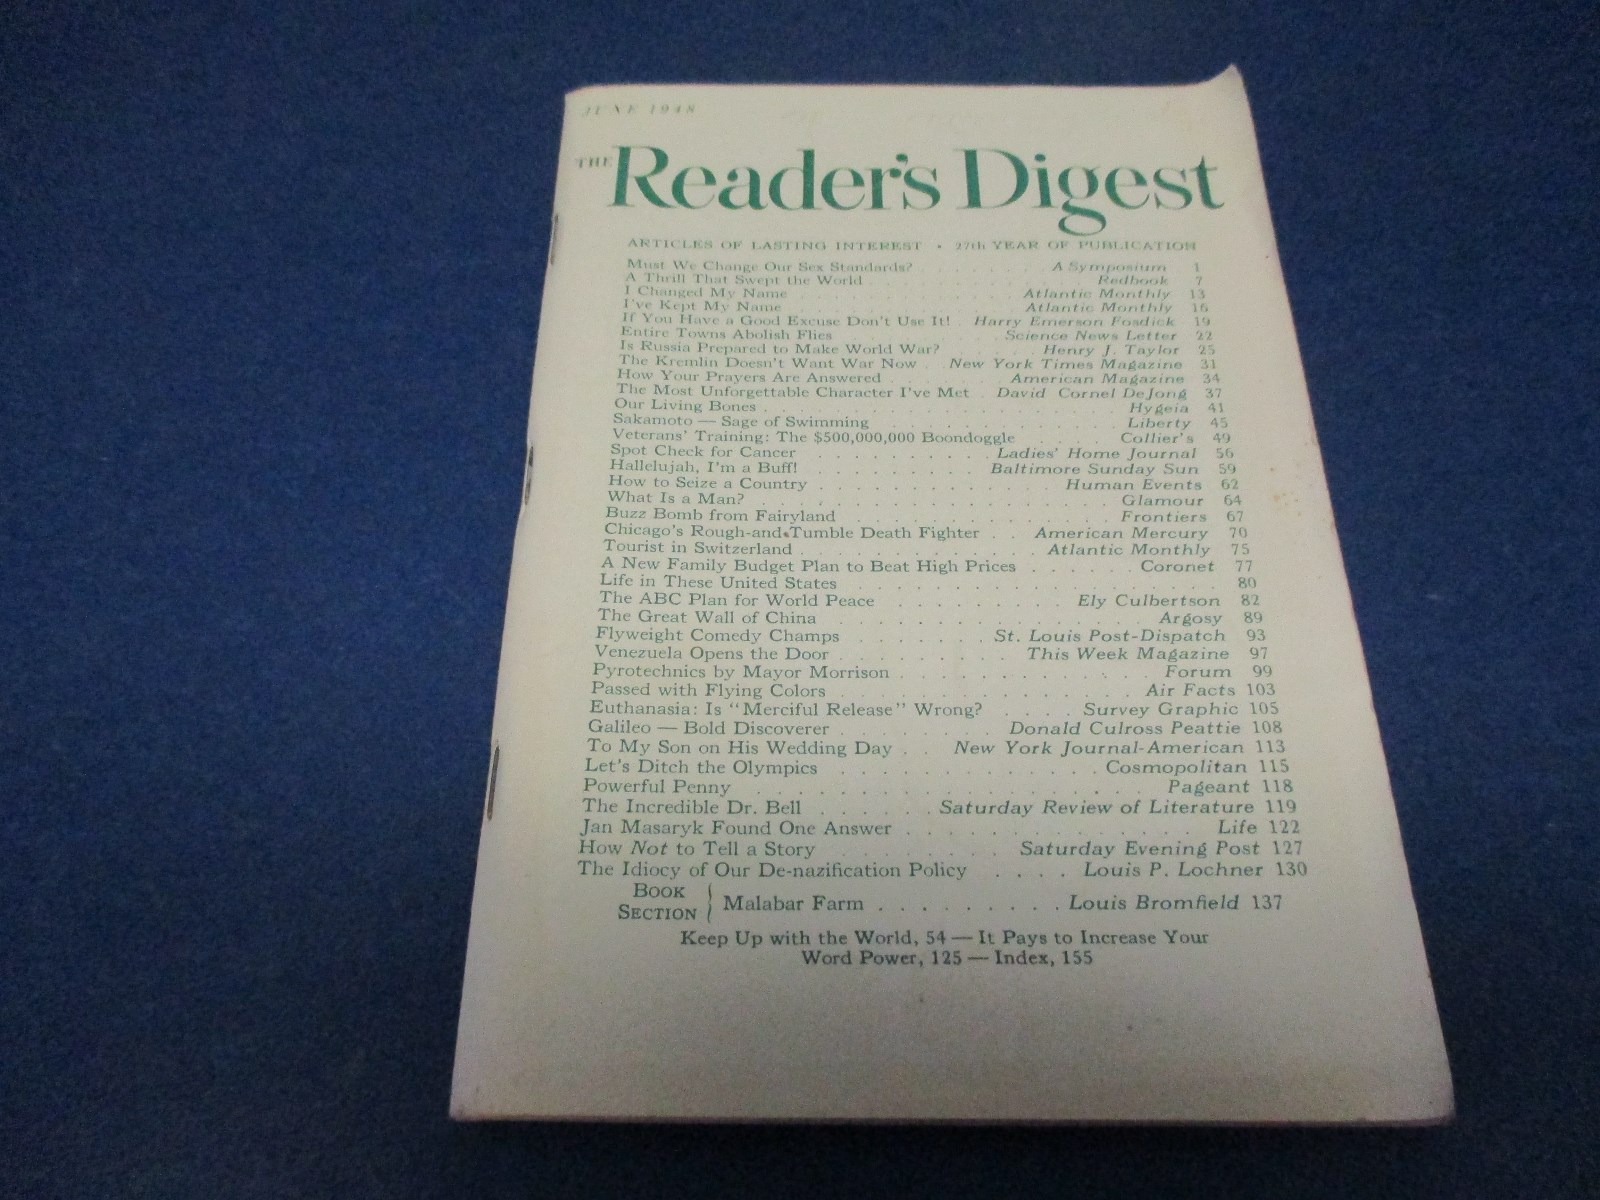 JUNE 1948
THE Reader's Digest
ARTICLES OF LASTING INTEREST • 27th YEAR OF PUBLICATION
Must We Change Our Sex Standards? . . . . . . A Symposium 1
A Thrill That Swept the World . . . . . . Redbook 7
I Changed My Name . . . . . . Atlantic Monthly 13
I've Kept My Name . . . . . . Atlantic Monthly 16
If You Have a Good Excuse Don't Use It! . Harry Emerson Fosdick 19
Entire Towns Abolish Flies . . . . . . Science News Letter 22
Is Russia Prepared to Make World War? . . . . Henry J. Taylor 25
The Kremlin Doesn't Want War Now . . New York Times Magazine 31
How Your Prayers Are Answered . . . . . . American Magazine 34
The Most Unforgettable Character I've Met . David Cornel DeJong 37
Our Living Bones . . . . . . Hygeia 41
Sakamoto — Sage of Swimming . . . . . . Liberty 45
Veterans' Training: The $500,000,000 Boondoggle . . . . . Collier's 49
Spot Check for Cancer . . . . . . Ladies' Home Journal 56
Hallelujah, I'm a Buff! . . . . . . Baltimore Sunday Sun 59
How to Seize a Country . . . . . . Human Events 62
What Is a Man? . . . . . . Glamour 64
Buzz Bomb from Fairyland . . . . . . Frontiers 67
Chicago's Rough-and-Tumble Death Fighter . . American Mercury 70
Tourist in Switzerland . . . . . . Atlantic Monthly 75
A New Family Budget Plan to Beat High Prices . . . . . . Coronet 77
Life in These United States . . . . . . 80
The ABC Plan for World Peace . . . . . . Ely Culbertson 82
The Great Wall of China . . . . . . Argosy 89
Flyweight Comedy Champs . . . . . . St. Louis Post-Dispatch 93
Venezuela Opens the Door . . . . . . This Week Magazine 97
Pyrotechnics by Mayor Morrison . . . . . . Forum 99
Passed with Flying Colors . . . . . . Air Facts 103
Euthanasia: Is "Merciful Release" Wrong? . . . . Survey Graphic 105
Galileo — Bold Discoverer . . . . . . Donald Culross Peattie 108
To My Son on His Wedding Day . . New York Journal-American 113
Let's Ditch the Olympics . . . . . . Cosmopolitan 115
Powerful Penny . . . . . . Pageant 118
The Incredible Dr. Bell . . . . . . Saturday Review of Literature 119
Jan Masaryk Found One Answer . . . . . . Life 122
How Not to Tell a Story . . . . . . Saturday Evening Post 127
The Idiocy of Our De-nazification Policy . . . . Louis P. Lochner 130
BOOK SECTION { Malabar Farm . . . . . . . . . Louis Bromfield 137
Keep Up with the World, 54 — It Pays to Increase Your
Word Power, 125 — Index, 155